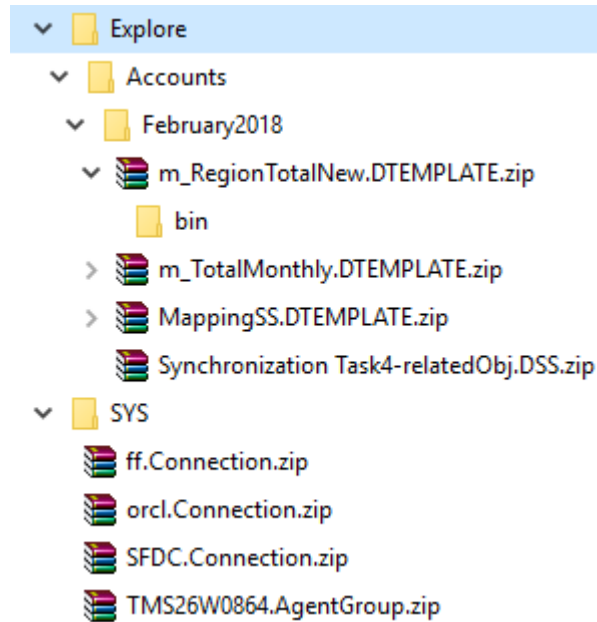 Explore
Accounts
February2018
m_RegionTotalNew.DTEMPLATE.zip
bin
m_TotalMonthly.DTEMPLATE.zip
MappingSS.DTEMPLATE.zip
Synchronization Task4-relatedObj.DSS.zip
SYS
ff.Connection.zip
orcl.Connection.zip
SFDC.Connection.zip
TMS26W0864.AgentGroup.zip